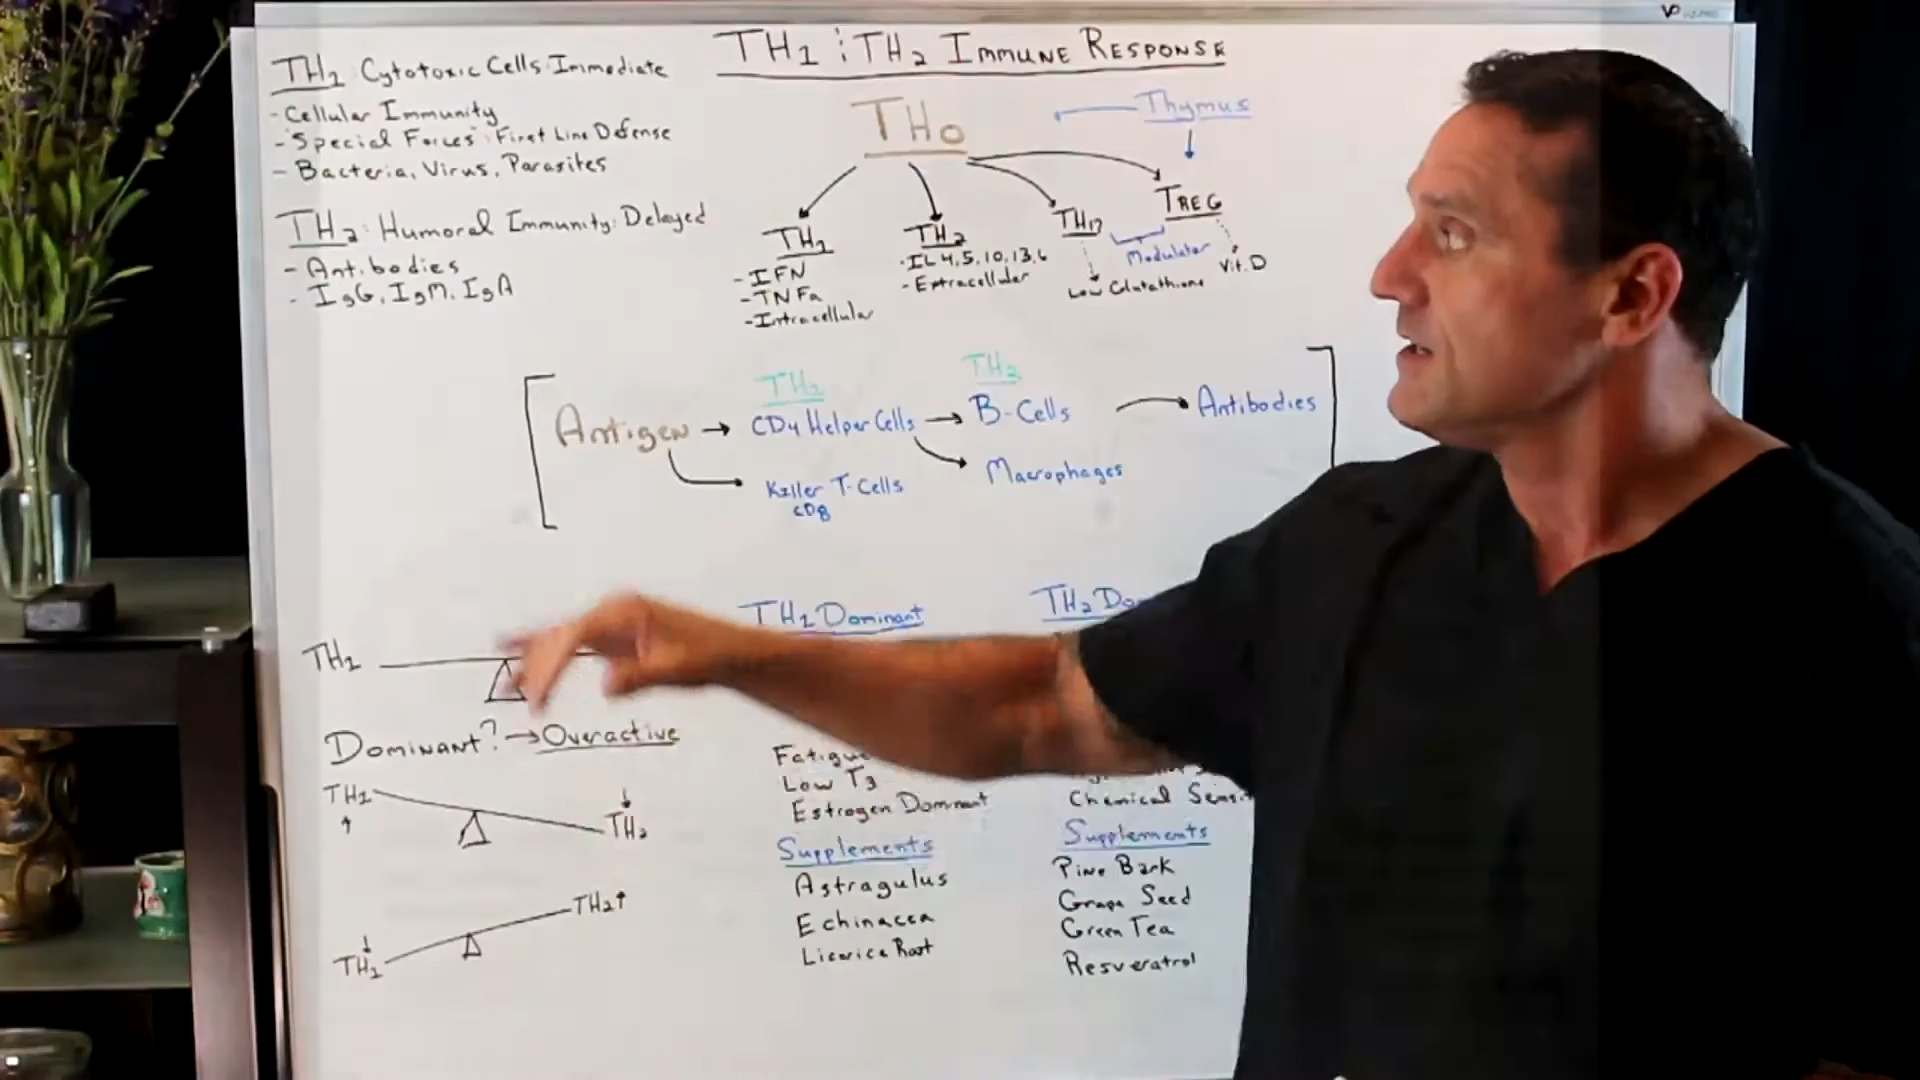 TH1 : TH2 IMMUNE RESPONSE
TH1: Cytotoxic Cells: Immediate
- Cellular Immunity
- "Special Forces": First Line Defense
- Bacteria, Virus, Parasites
TH2: Humoral Immunity: Delayed
- Antibodies
- IgG, IgM, IgA
Thymus
THo
TH1
- IFN
- TNFa
- Intracellular
TH2
- IL 4, 5, 10, 13, 6
- Extracellular
TH17
TREG
Modulator
Low Glutathione
Vit. D
TH1
TH2
Antigen
CD4 Helper Cells
B-Cells
Antibodies
Killer T-Cells
CD8
Macrophages
TH1
Dominant? → Overactive
TH1
TH2
TH2
TH1
TH1 Dominant
Low T3
Estrogen Dominant
Supplements
Astragulus
Echinacea
Licorice Root
TH2
Chemical
Supplements
Pine Bark
Grape Seed
Green Tea
Resveratrol